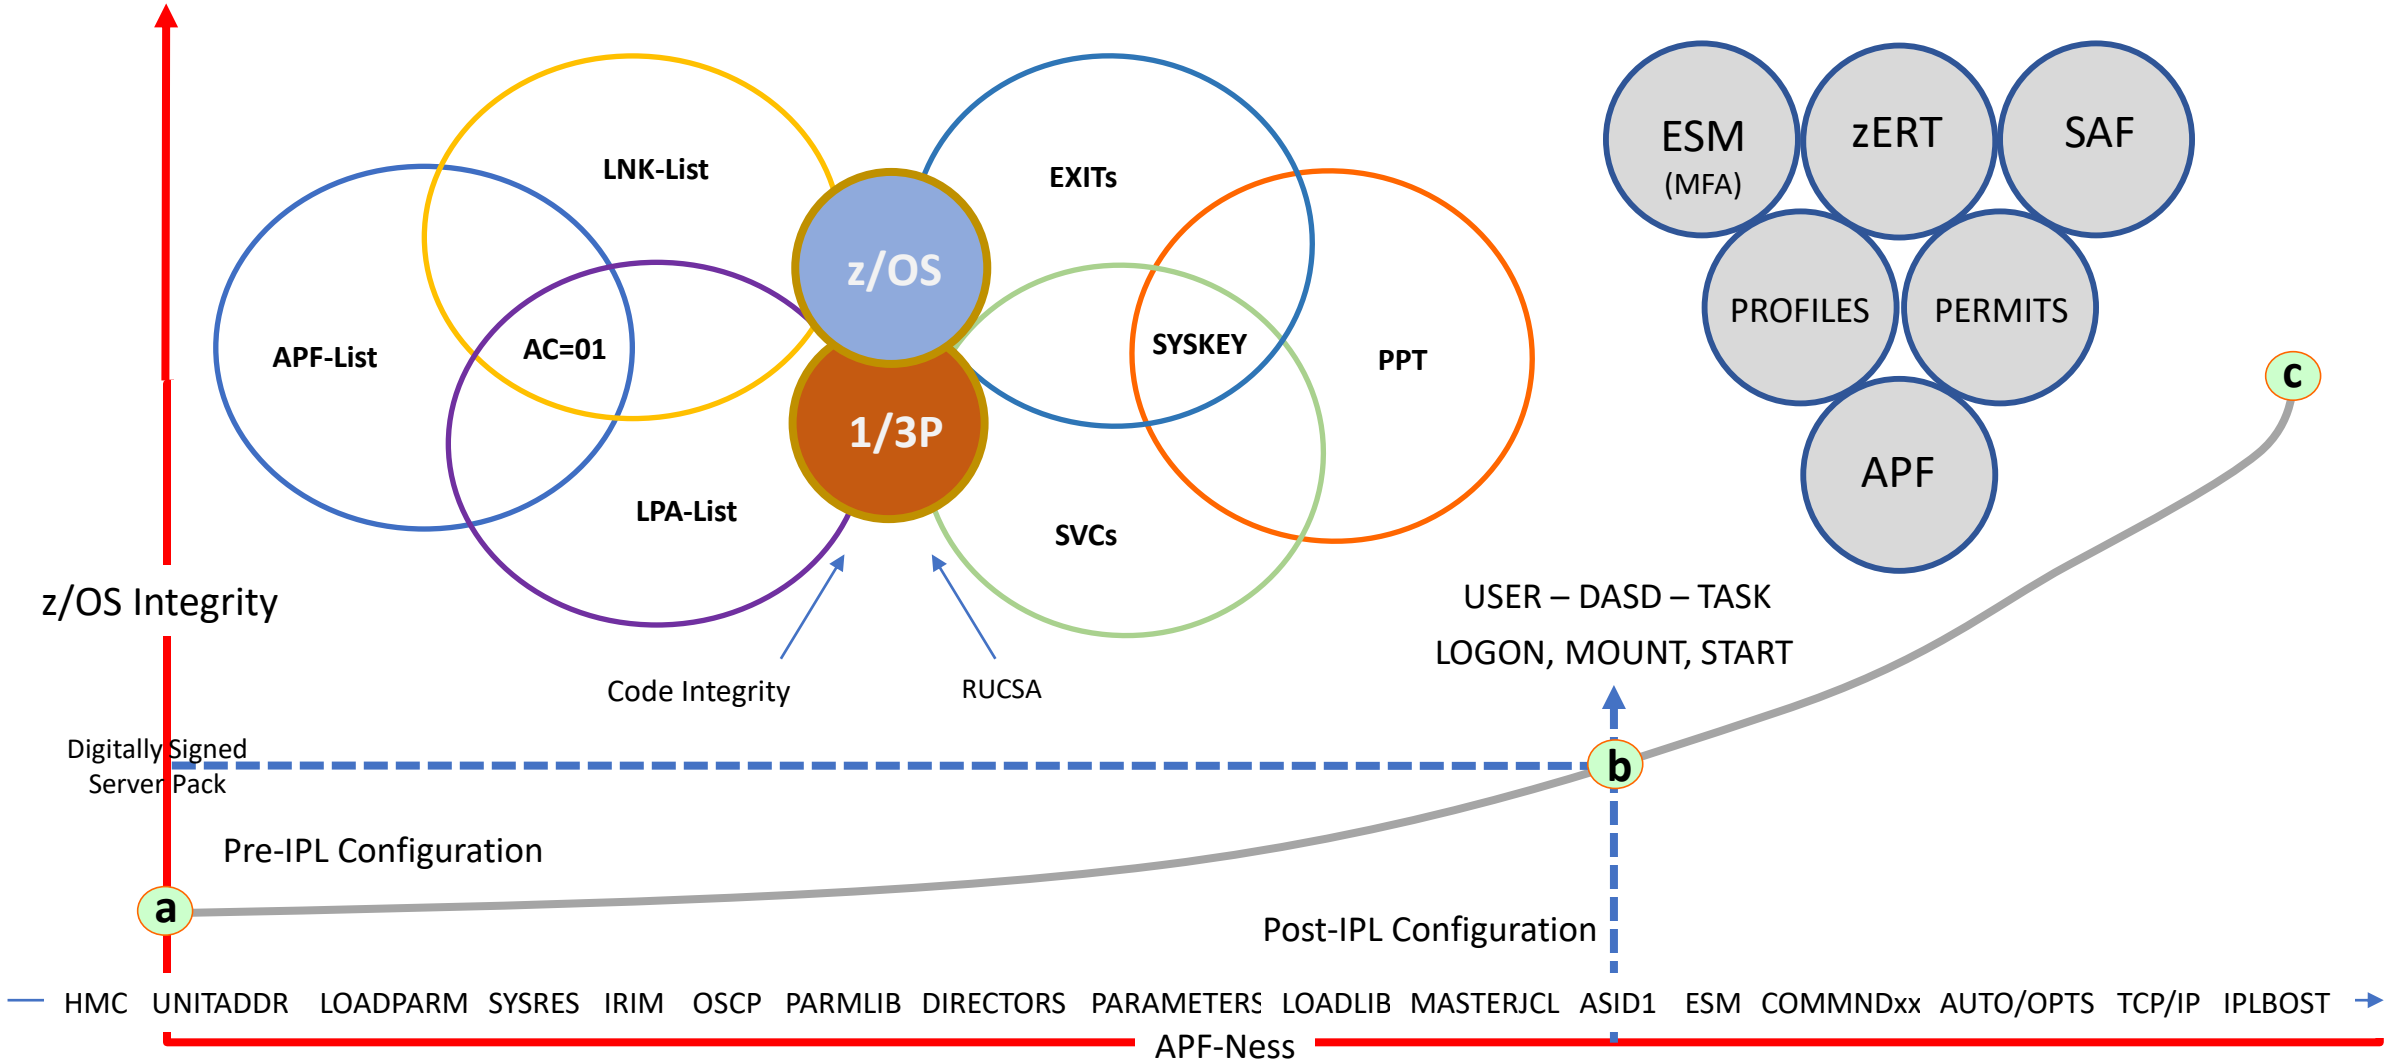 LNK-List
EXITs
APF-List
AC=01
z/OS
SYSKEY
PPT
1/3P
LPA-List
SVCs
Code Integrity
RUCSA
ESM
(MFA)
zERT
SAF
PROFILES
PERMITS
APF
c
z/OS Integrity
USER – DASD – TASK
LOGON, MOUNT, START
Digitally Signed
Server Pack
b
Pre-IPL Configuration
a
Post-IPL Configuration
HMC UNITADDR LOADPARM SYSRES IRIM OSCP PARMLIB DIRECTORS PARAMETERS LOADLIB MASTERJCL ASID1 ESM COMMNDxx AUTO/OPTS TCP/IP IPLBOST
APF-Ness